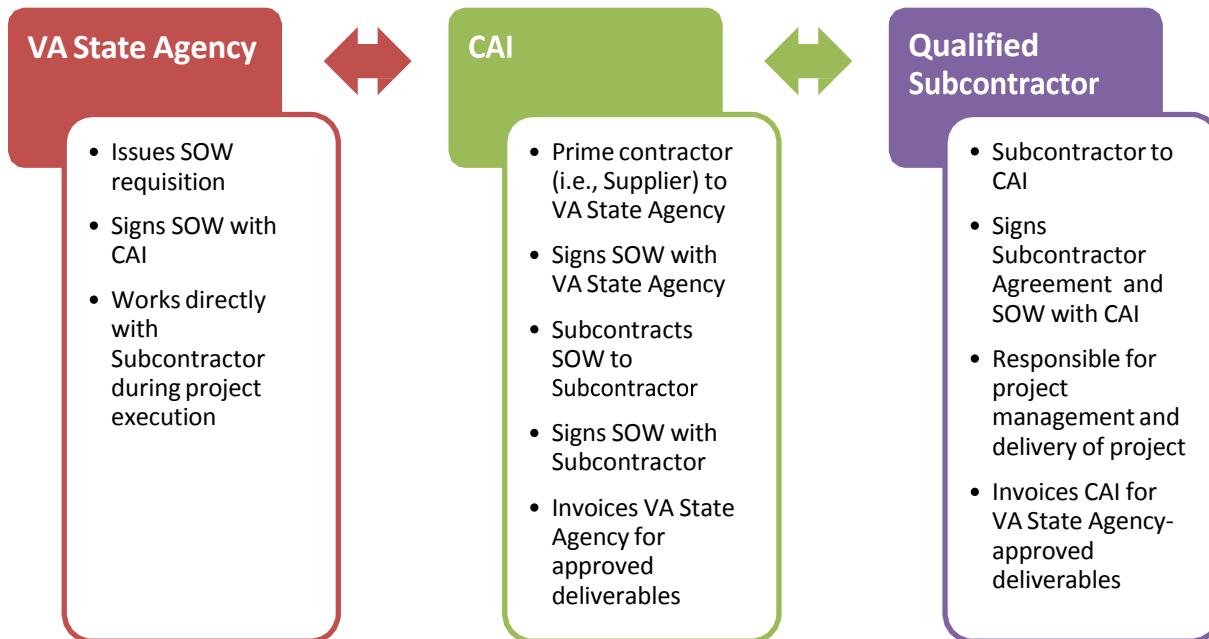 VA State Agency
• Issues SOW
requisition
• Signs SOW with
CAI
• Works directly
with
Subcontractor
during project
execution
CAI
• Prime contractor
(i.e., Supplier) to
VA State Agency
• Signs SOW with
VA State Agency
• Subcontracts
SOW to
Subcontractor
• Signs SOW with
Subcontractor
• Invoices VA State
Agency for
approved
deliverables
Qualified
Subcontractor
• Subcontractor to
CAI
• Signs
Subcontractor
Agreement and
SOW with CAI
• Responsible for
project
management and
delivery of project
• Invoices CAI for
VA State Agency-
approved
deliverables